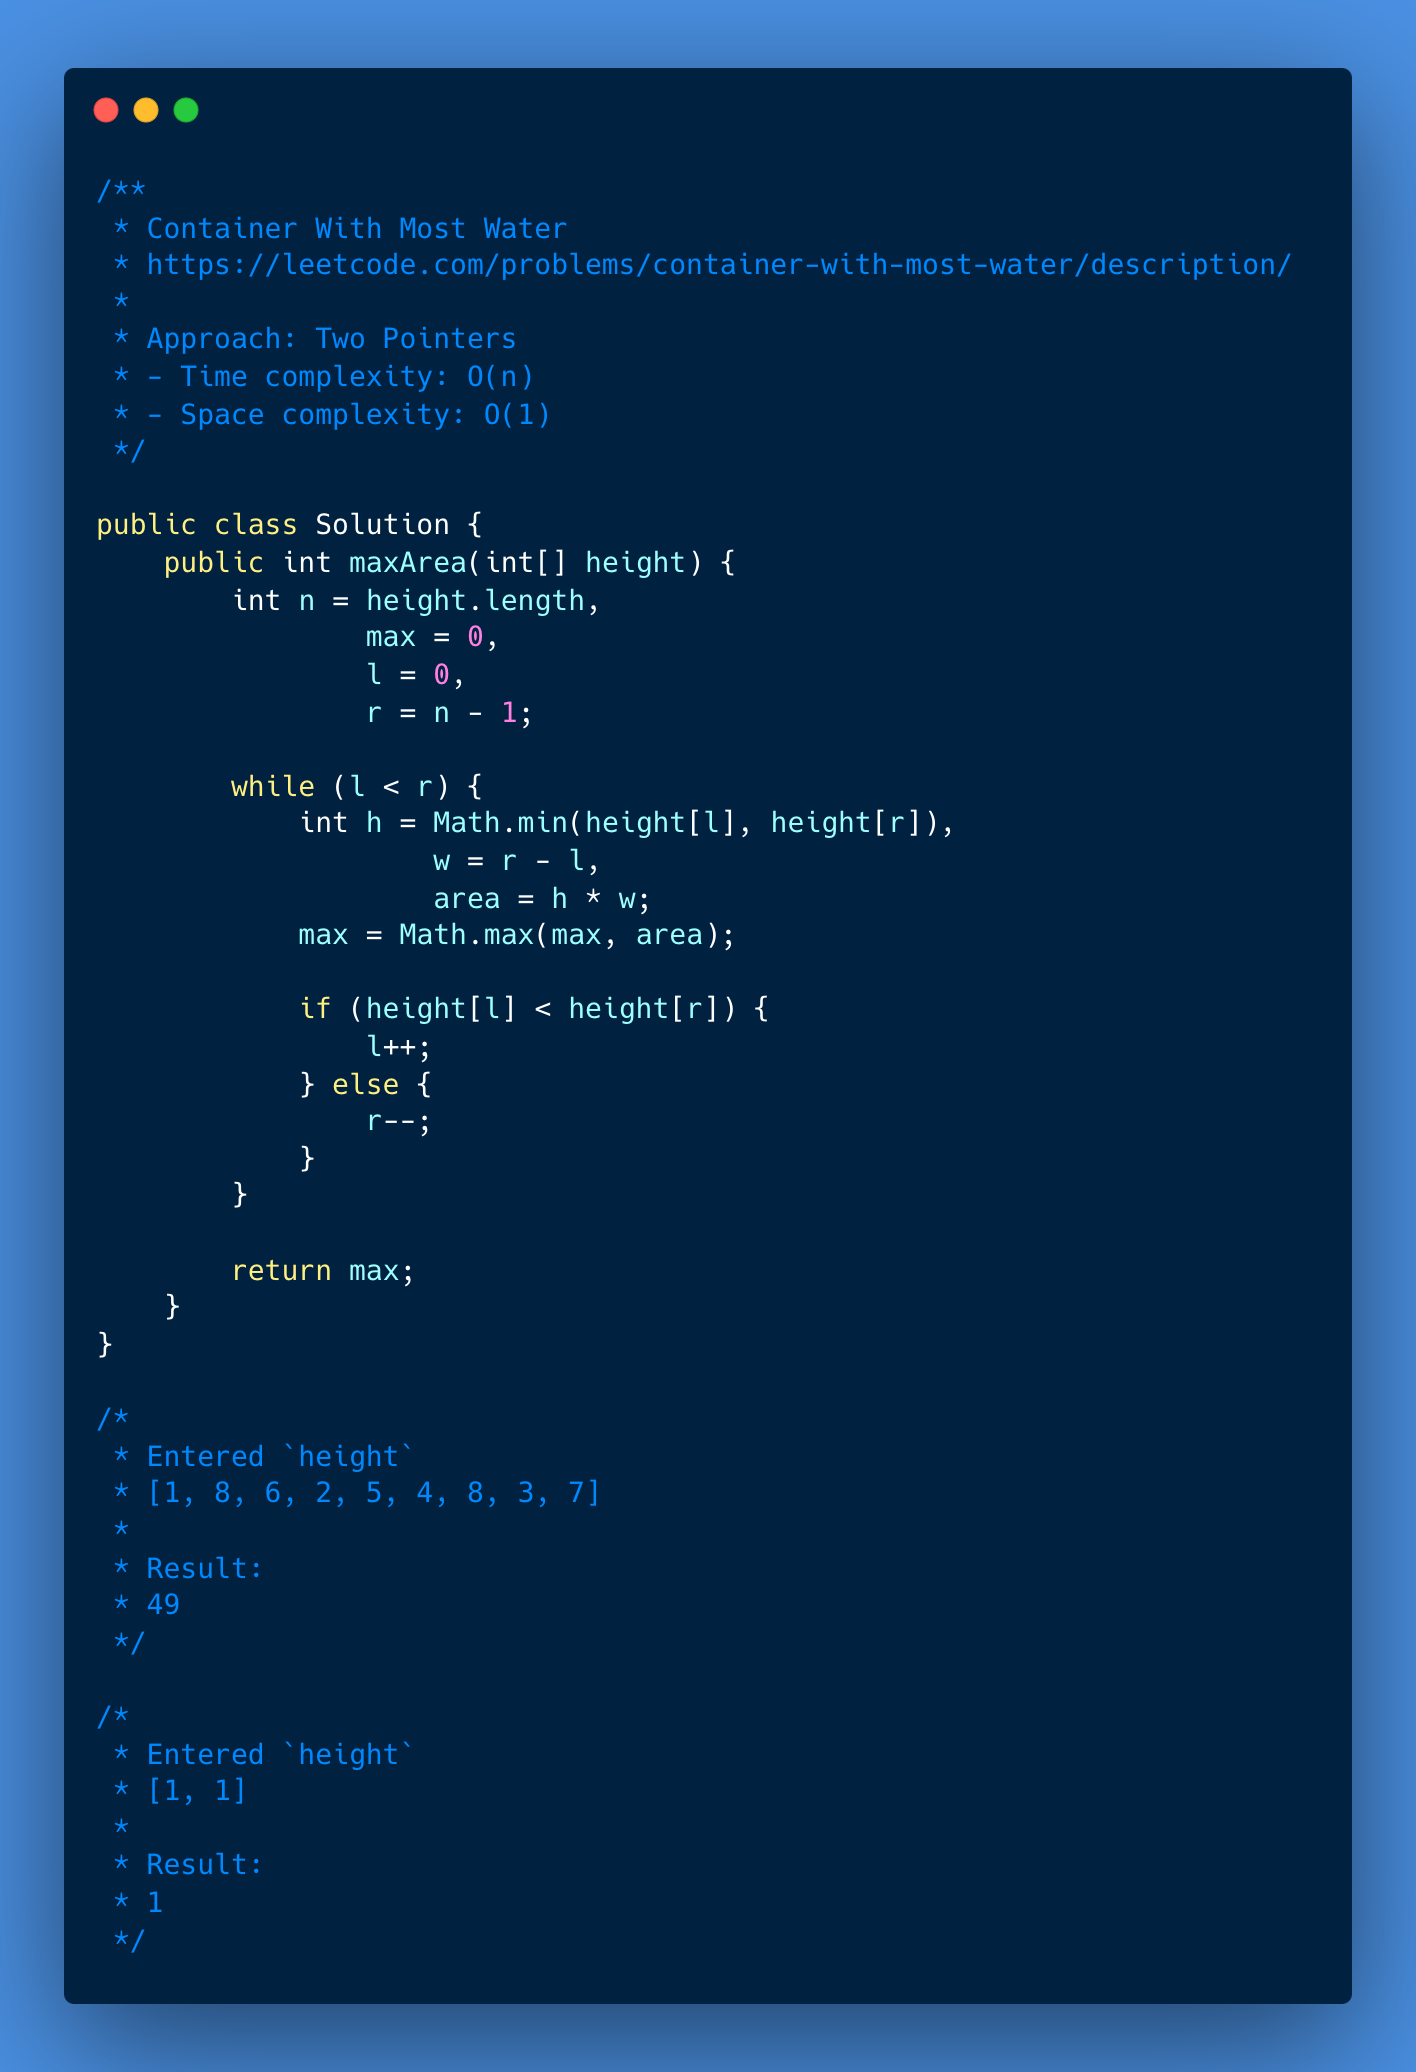 /**
 * Container With Most Water
 * https://leetcode.com/problems/container-with-most-water/description/
 *
 * Approach: Two Pointers
 * - Time complexity: O(n)
 * - Space complexity: O(1)
 */

public class Solution {
    public int maxArea(int[] height) {
        int n = height.length,
                max = 0,
                l = 0,
                r = n - 1;

        while (l < r) {
            int h = Math.min(height[l], height[r]),
                    w = r - l,
                    area = h * w;
            max = Math.max(max, area);

            if (height[l] < height[r]) {
                l++;
            } else {
                r--;
            }
        }

        return max;
    }
}

/*
 * Entered `height`
 * [1, 8, 6, 2, 5, 4, 8, 3, 7]
 *
 * Result:
 * 49
 */

/*
 * Entered `height`
 * [1, 1]
 *
 * Result:
 * 1
 */